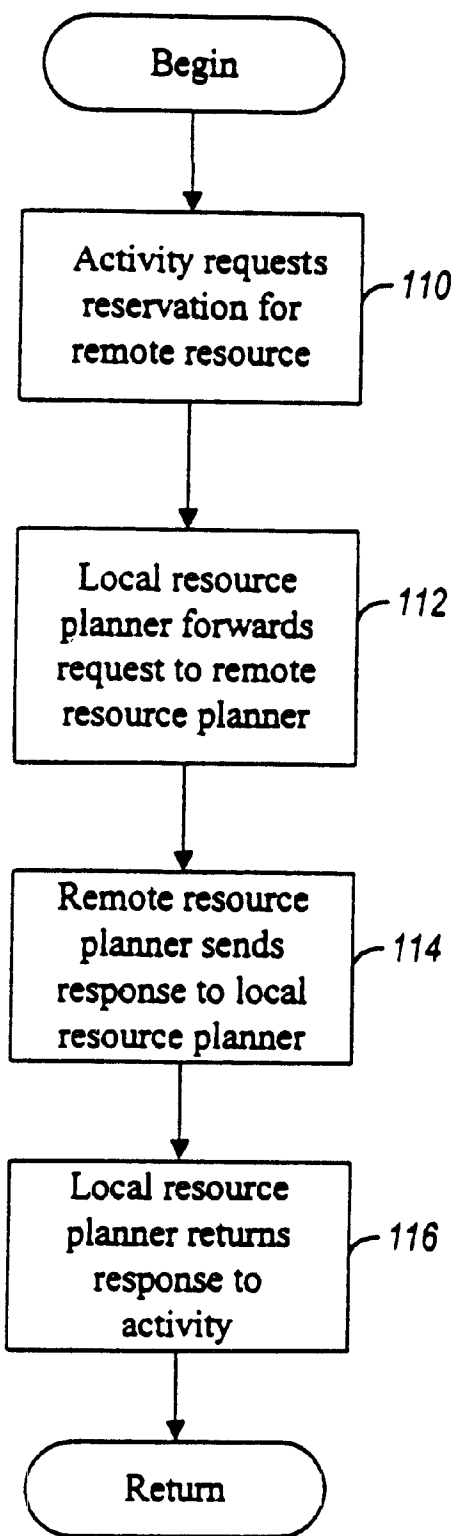 Begin
Activity requests
reservation for
remote resource
110
Local resource
planner forwards
request to remote
resource planner
112
Remote resource
planner sends
response to local
resource planner
114
Local resource
planner returns
response to
activity
116
Return